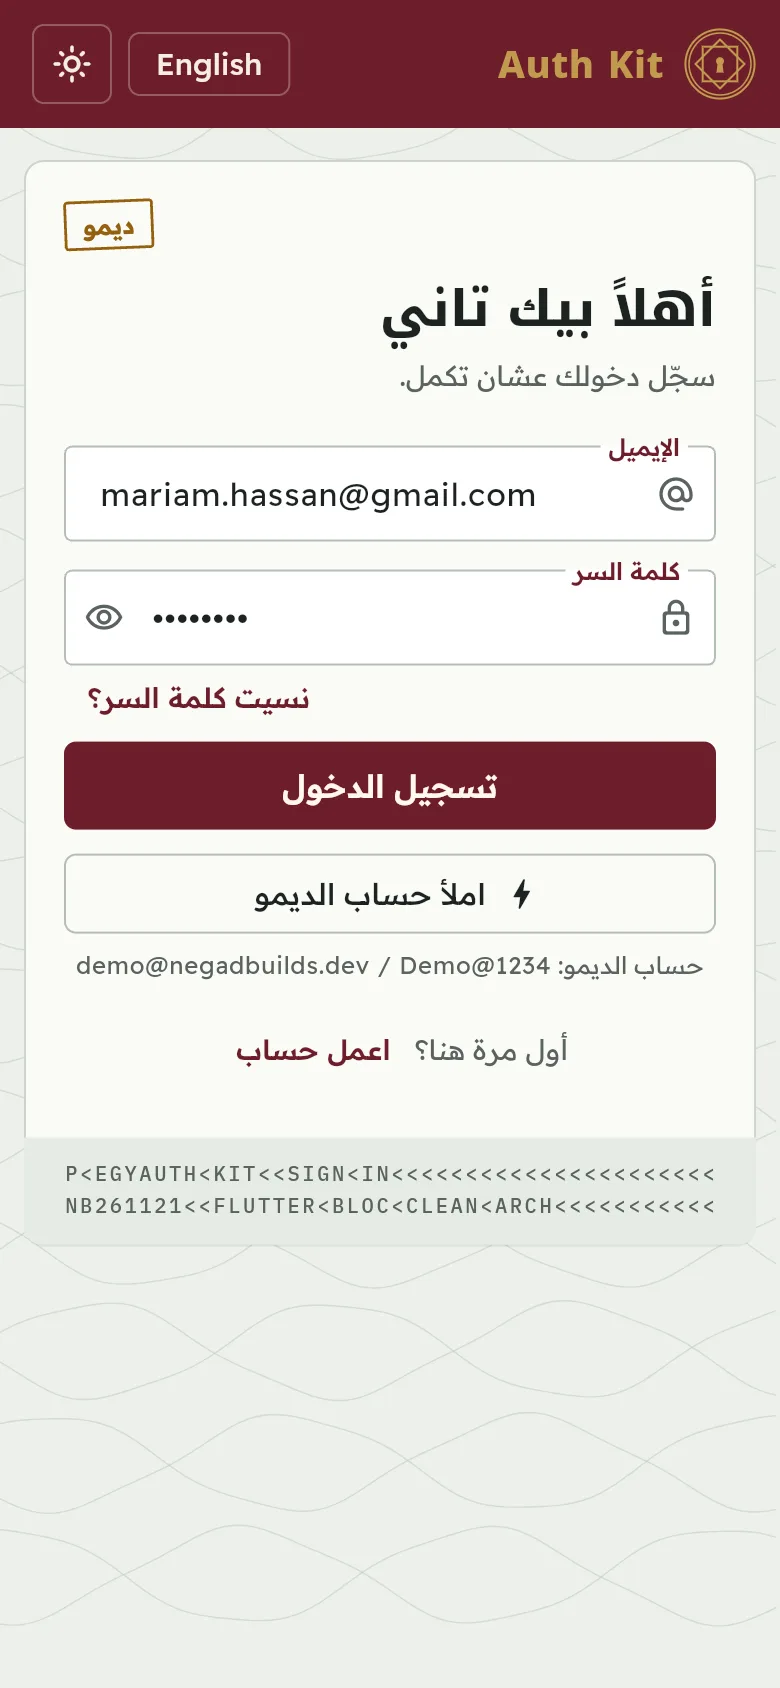 Auth Kit
English
ديمو
أهلاً بيك تاني
سجّل دخولك عشان تكمل.
الإيميل
mariam.hassan@gmail.com
كلمة السر
••••••••
نسيت كلمة السر؟
تسجيل الدخول
املأ حساب الديمو
حساب الديمو: demo@negadbuilds.dev / Demo@1234
أول مرة هنا؟ اعمل حساب
P<EGYAUTH<KIT<<SIGN<IN<<<<<<<<<<<<<<<<<<<<<<
NB261121<<FLUTTER<BLOC<CLEAN<ARCH<<<<<<<<<<<